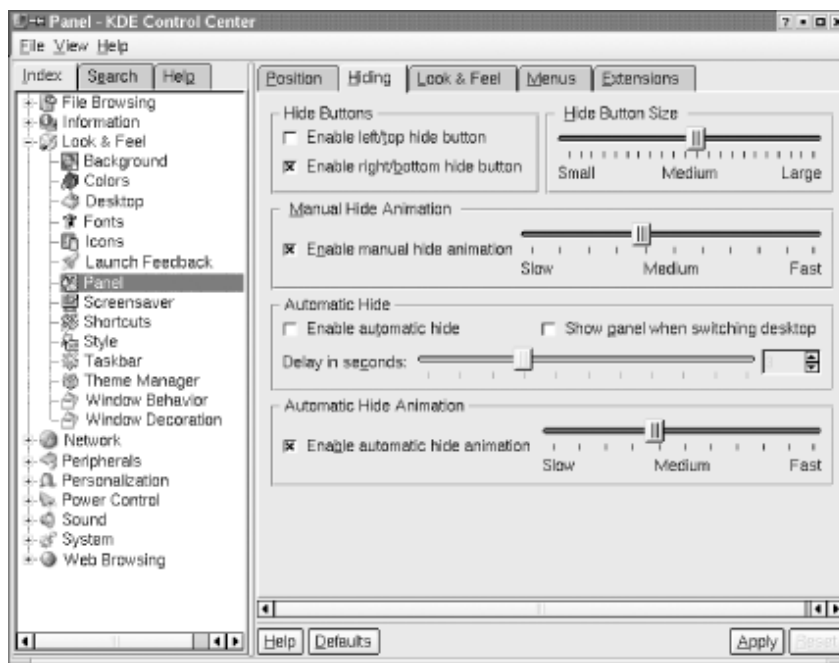 Panel - KDE Control Center
File View Help
Index Search Help
File Browsing
Information
Look & Feel
Background
Colors
Desktop
Fonts
Icons
Launch Feedback
Panel
Screensaver
Shortcuts
Style
Taskbar
Theme Manager
Window Behavior
Window Decoration
Network
Peripherals
Personalization
Power Control
Sound
System
Web Browsing
Position Hiding Look & Feel Menus Extensions
Hide Buttons
Enable left/top hide button
Enable right/bottom hide button
Hide Button Size
Small Medium Large
Manual Hide Animation
Enable manual hide animation
Slow Medium Fast
Automatic Hide
Enable automatic hide Show panel when switching desktop
Delay in seconds:
Automatic Hide Animation
Enable automatic hide animation
Slow Medium Fast
Help Defaults Apply Reset